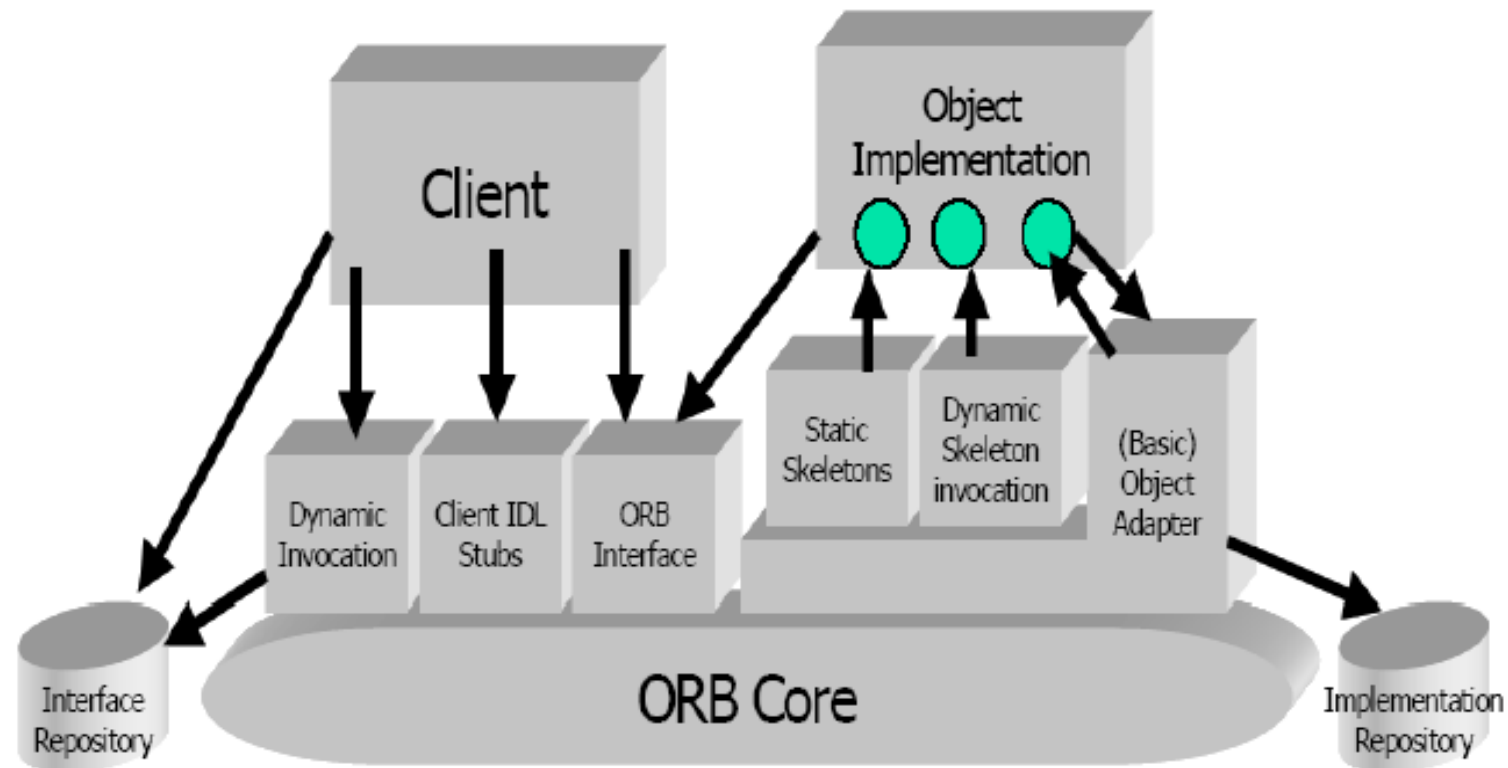 Client
Object
Implementation
Dynamic
Invocation
Client IDL
Stubs
ORB
Interface
Static
Skeletons
Dynamic
Skeleton
invocation
(Basic)
Object
Adapter
Interface
Repository
ORB Core
Implementation
Repository